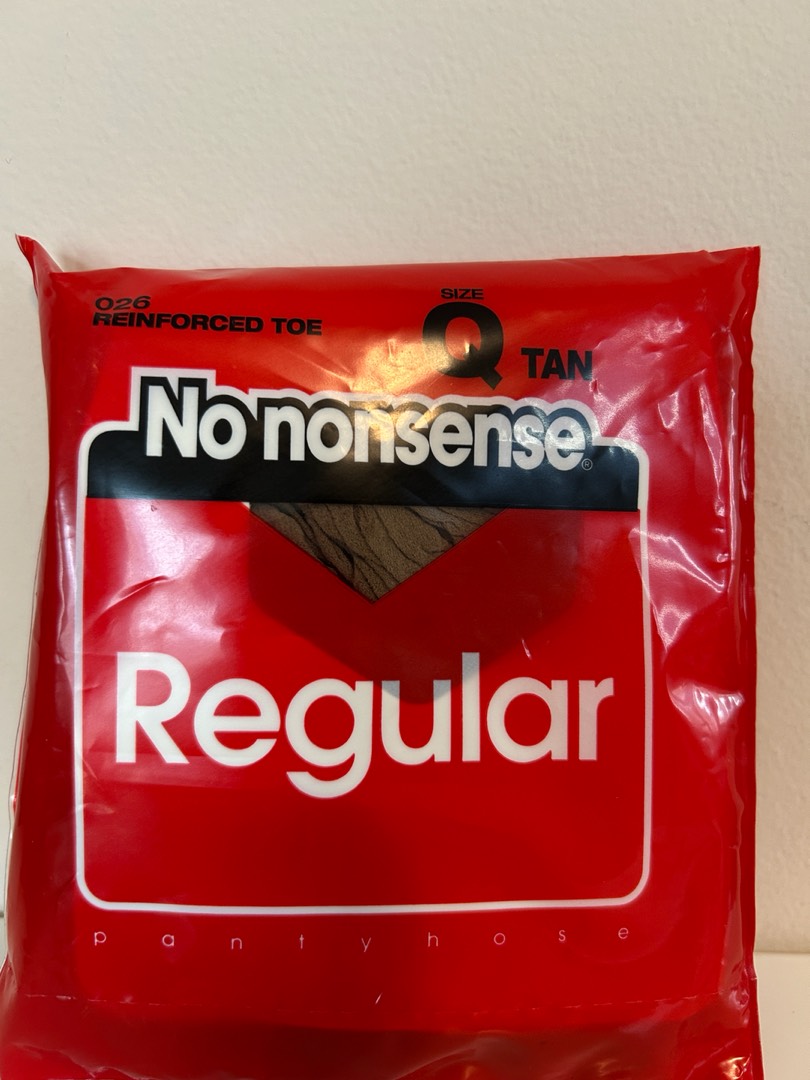 026
REINFORCED TOE
SIZE
Q TAN
No nonsense®
Regular
pantyhose